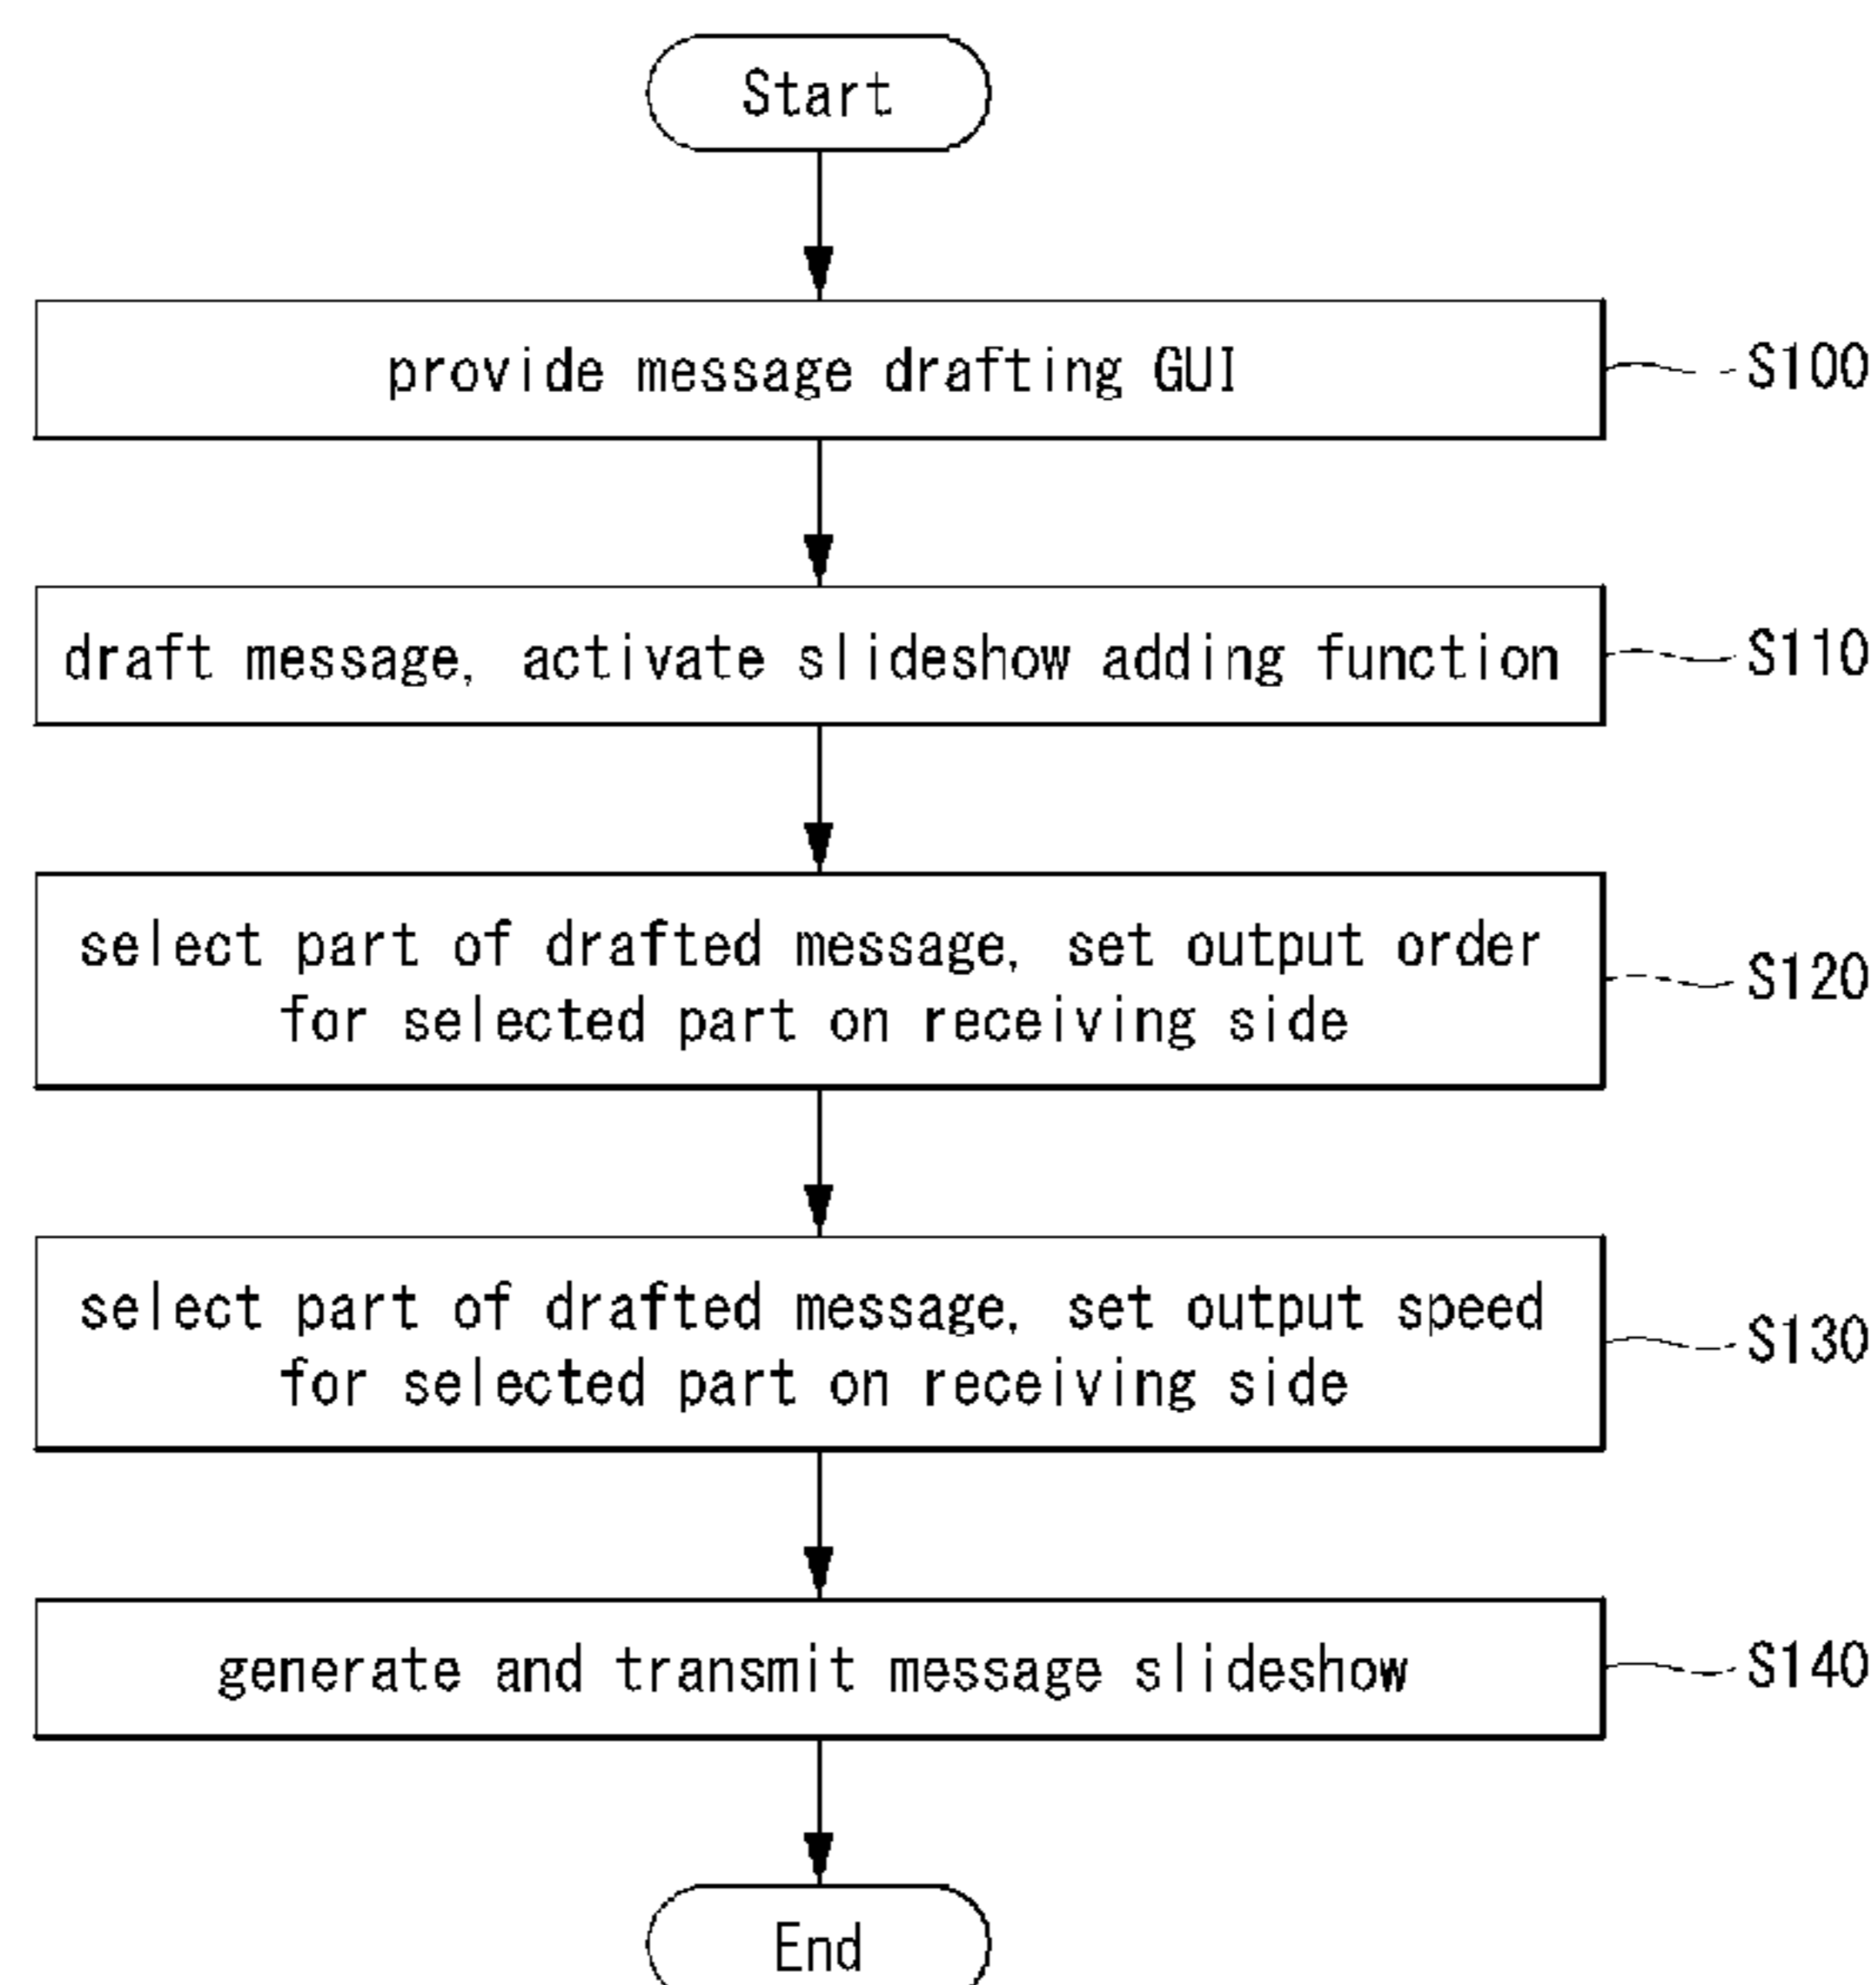 Start
provide message drafting GUI
S100
draft message, activate slideshow adding function
S110
select part of drafted message, set output order
for selected part on receiving side
S120
select part of drafted message, set output speed
for selected part on receiving side
S130
generate and transmit message slideshow
S140
End